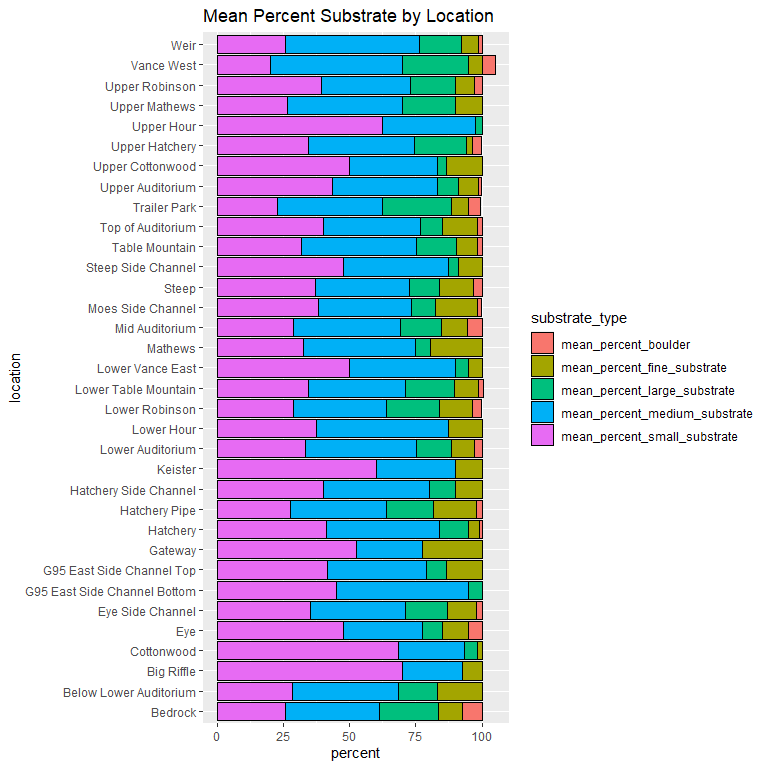 Mean Percent Substrate by Location
Weir
Vance West
Upper Robinson
Upper Mathews
Upper Hour
Upper Hatchery
Upper Cottonwood
Upper Auditorium
Trailer Park
Top of Auditorium
Table Mountain
Steep Side Channel
Steep
Moes Side Channel
Mid Auditorium
Mathews
Lower Vance East
Lower Table Mountain
Lower Robinson
Lower Hour
Lower Auditorium
Keister
Hatchery Side Channel
Hatchery Pipe
Hatchery
Gateway
G95 East Side Channel Top
G95 East Side Channel Bottom
Eye Side Channel
Eye
Cottonwood
Big Riffle
Below Lower Auditorium
Bedrock
location
0 25 50 75 100
percent
substrate_type
mean_percent_boulder
mean_percent_fine_substrate
mean_percent_large_substrate
mean_percent_medium_substrate
mean_percent_small_substrate